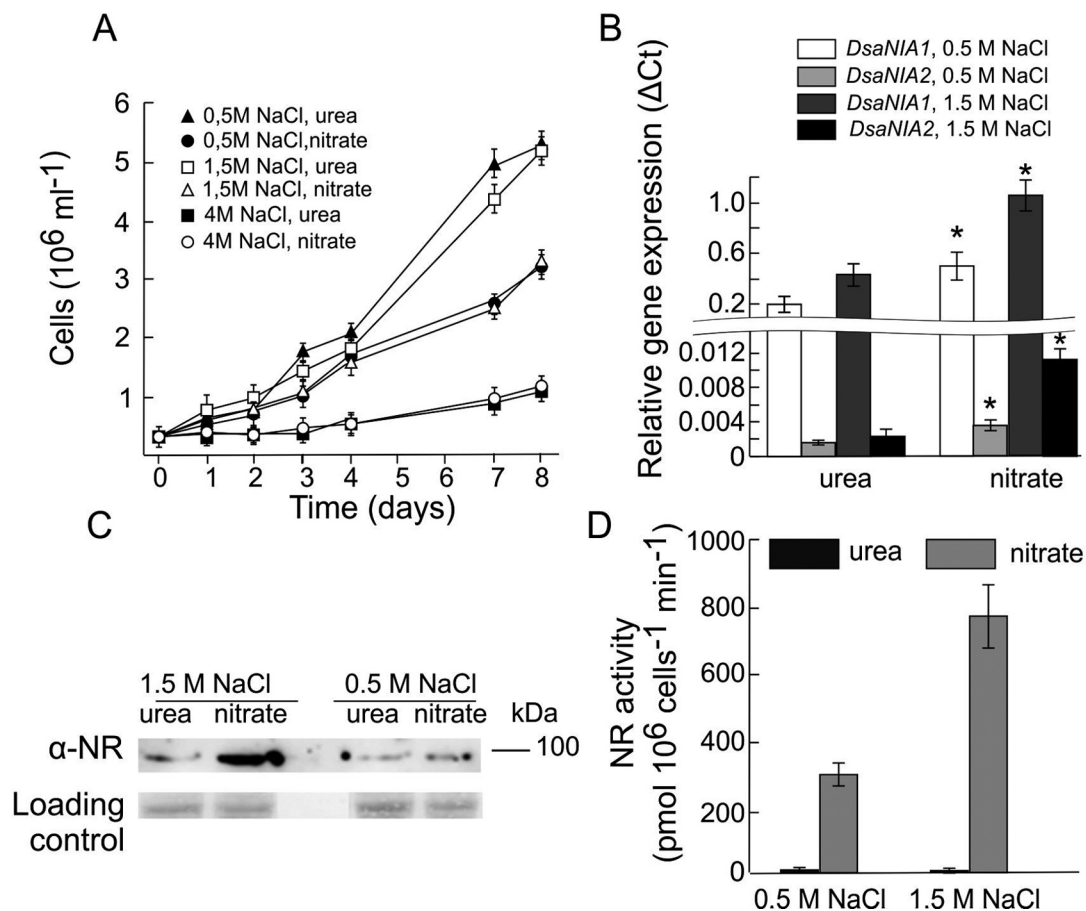 A
Cells (10⁶ ml⁻¹)
6
5
4
3
2
1
0,5M NaCl, urea
0,5M NaCl,nitrate
1,5M NaCl, urea
1,5M NaCl, nitrate
4M NaCl, urea
4M NaCl, nitrate
0 1 2 3 4 5 6 7 8
Time (days)
B
Relative gene expression (ΔCt)
DsaNIA1, 0.5 M NaCl
DsaNIA2, 0.5 M NaCl
DsaNIA1, 1.5 M NaCl
DsaNIA2, 1.5 M NaCl
1.0
0.6
0.2
0.012
0.008
0.004
0
* *
* *
urea nitrate
C
1.5 M NaCl 0.5 M NaCl
urea nitrate urea nitrate kDa
α-NR 100
Loading
control
D
NR activity
(pmol 10⁶ cells⁻¹ min⁻¹)
1000
800
600
400
200
0
urea nitrate
0.5 M NaCl 1.5 M NaCl